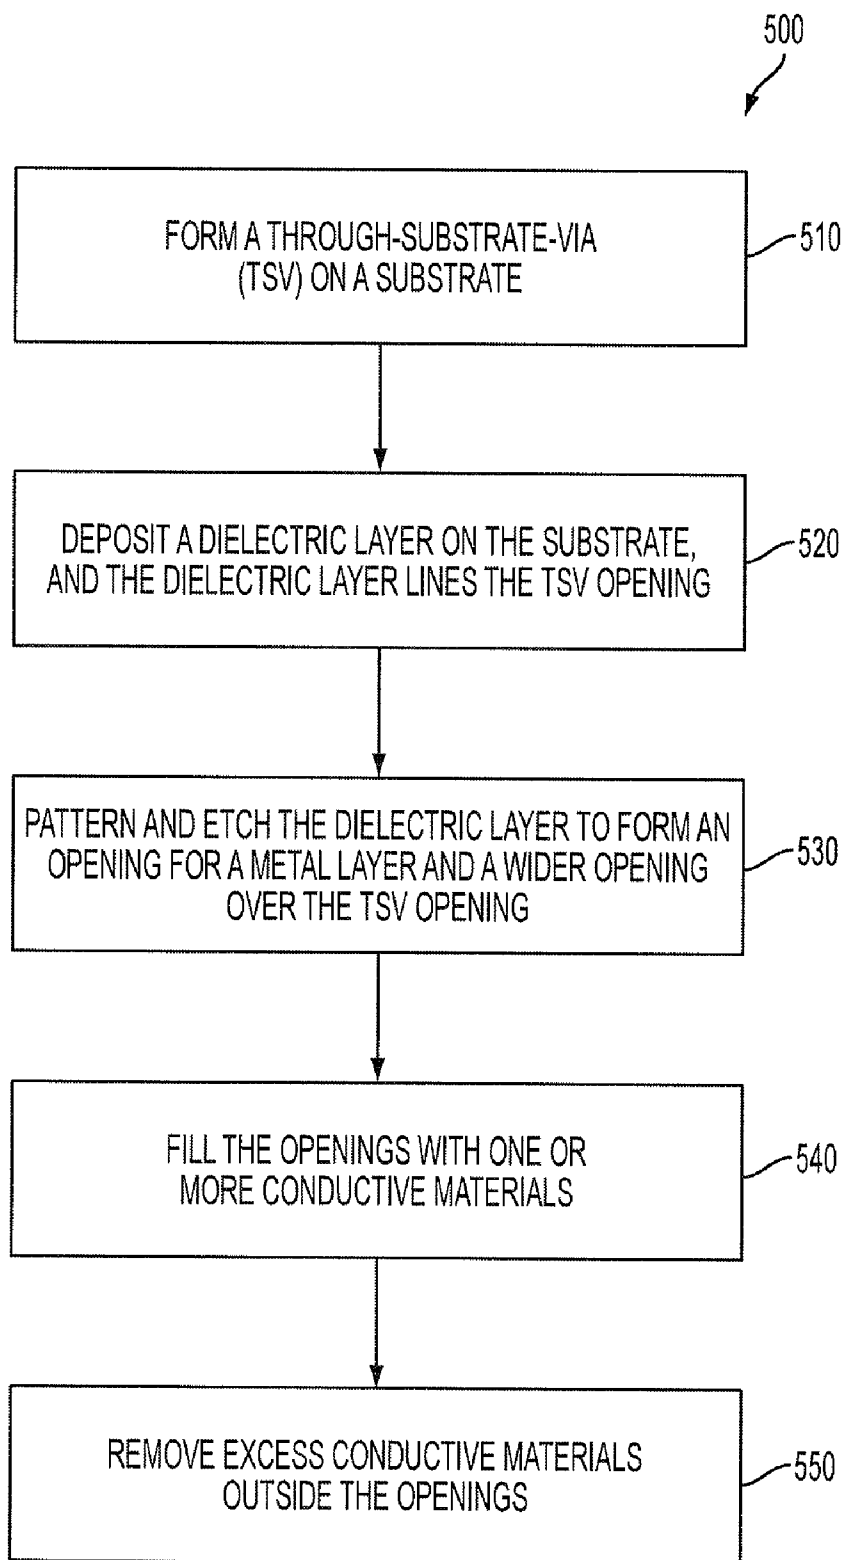 500
FORM A THROUGH-SUBSTRATE-VIA
(TSV) ON A SUBSTRATE
510
DEPOSIT A DIELECTRIC LAYER ON THE SUBSTRATE,
AND THE DIELECTRIC LAYER LINES THE TSV OPENING
520
PATTERN AND ETCH THE DIELECTRIC LAYER TO FORM AN
OPENING FOR A METAL LAYER AND A WIDER OPENING
OVER THE TSV OPENING
530
FILL THE OPENINGS WITH ONE OR
MORE CONDUCTIVE MATERIALS
540
REMOVE EXCESS CONDUCTIVE MATERIALS
OUTSIDE THE OPENINGS
550